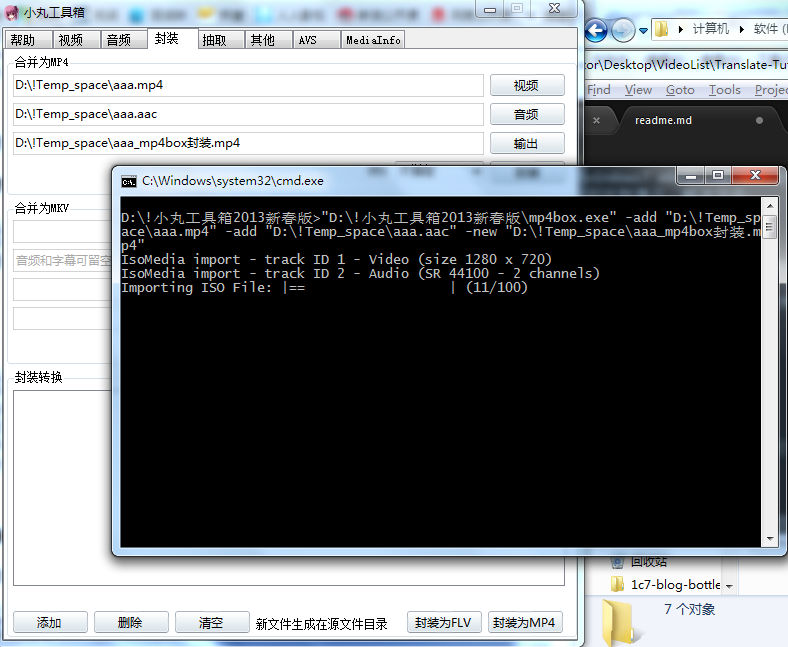 小丸工具箱
帮助 视频 音频 封装 抽取 其他 AVS MediaInfo
合并为MP4
D:\!Temp_space\aaa.mp4 视频
D:\!Temp_space\aaa.aac 音频
D:\!Temp_space\aaa_mp4box封装.mp4 输出
合并为MKV
音频和字幕可留空
封装转换
添加 删除 清空 新文件生成在源文件目录 封装为FLV 封装为MP4
C:\Windows\system32\cmd.exe
D:\!小丸工具箱2013新春版>"D:\!小丸工具箱2013新春版\mp4box.exe" -add "D:\!Temp_sp
ace\aaa.mp4" -add "D:\!Temp_space\aaa.aac" -new "D:\!Temp_space\aaa_mp4box封装.m
p4"
IsoMedia import - track ID 1 - Video (size 1280 x 720)
IsoMedia import - track ID 2 - Audio (SR 44100 - 2 channels)
Importing ISO File: |== | (11/100)
计算机 软件 (
tor\Desktop\VideoList\Translate-Tu
Find View Goto Tools Projec
readme.md
回收站
1c7-blog-bottle
7 个对象